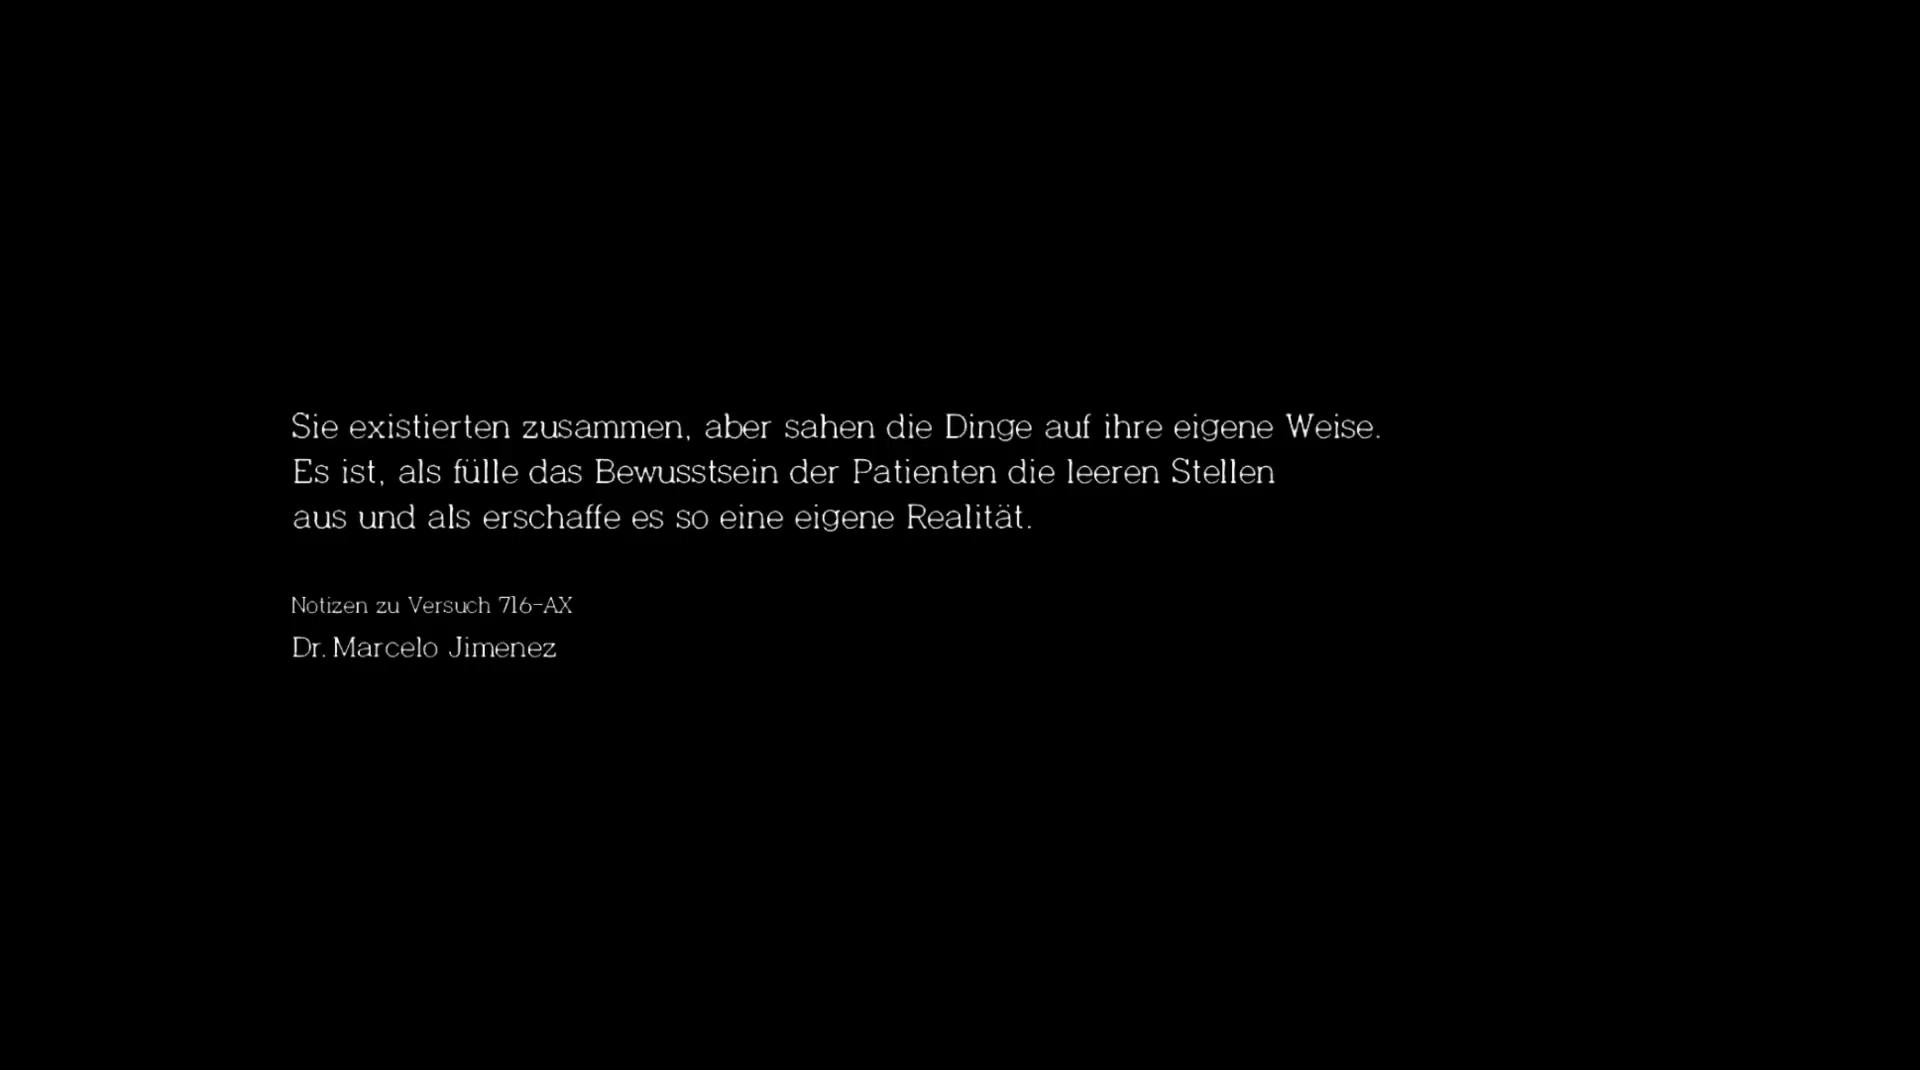 Sie existierten zusammen, aber sahen die Dinge auf ihre eigene Weise.
Es ist, als fülle das Bewusstsein der Patienten die leeren Stellen
aus und als erschaffe es so eine eigene Realität.
Notizen zu Versuch 716-AX
Dr. Marcelo Jimenez